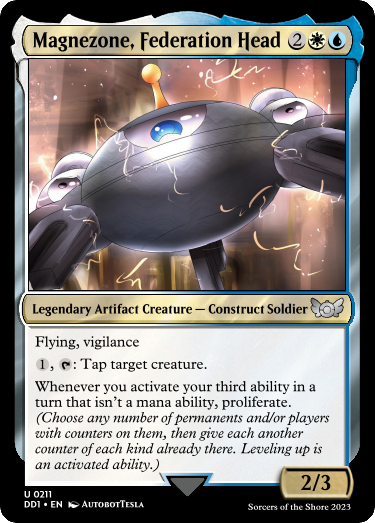 Magnezone, Federation Head 2
Legendary Artifact Creature — Construct Soldier
Flying, vigilance
1, : Tap target creature.
Whenever you activate your third ability in a
turn that isn't a mana ability, proliferate.
(Choose any number of permanents and/or players
with counters on them, then give each another
counter of each kind already there. Leveling up is
an activated ability.)
2/3
U 0211
DD1 • EN AutobotTesla
Sorcers of the Shore 2023